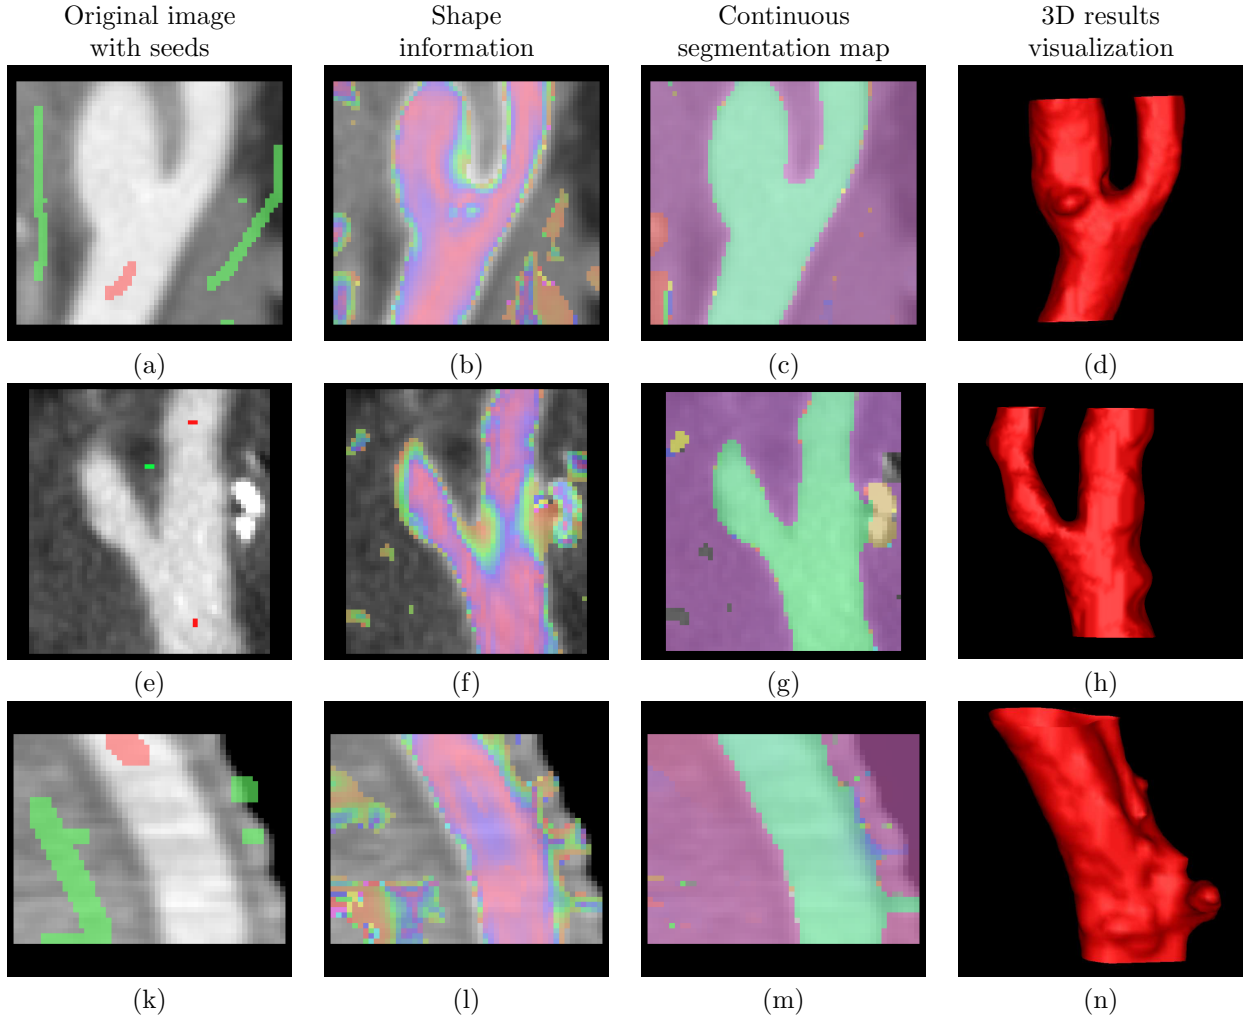 Original image
with seeds
Shape
information
Continuous
segmentation map
3D results
visualization
(a)
(b)
(c)
(d)
(e)
(f)
(g)
(h)
(k)
(l)
(m)
(n)